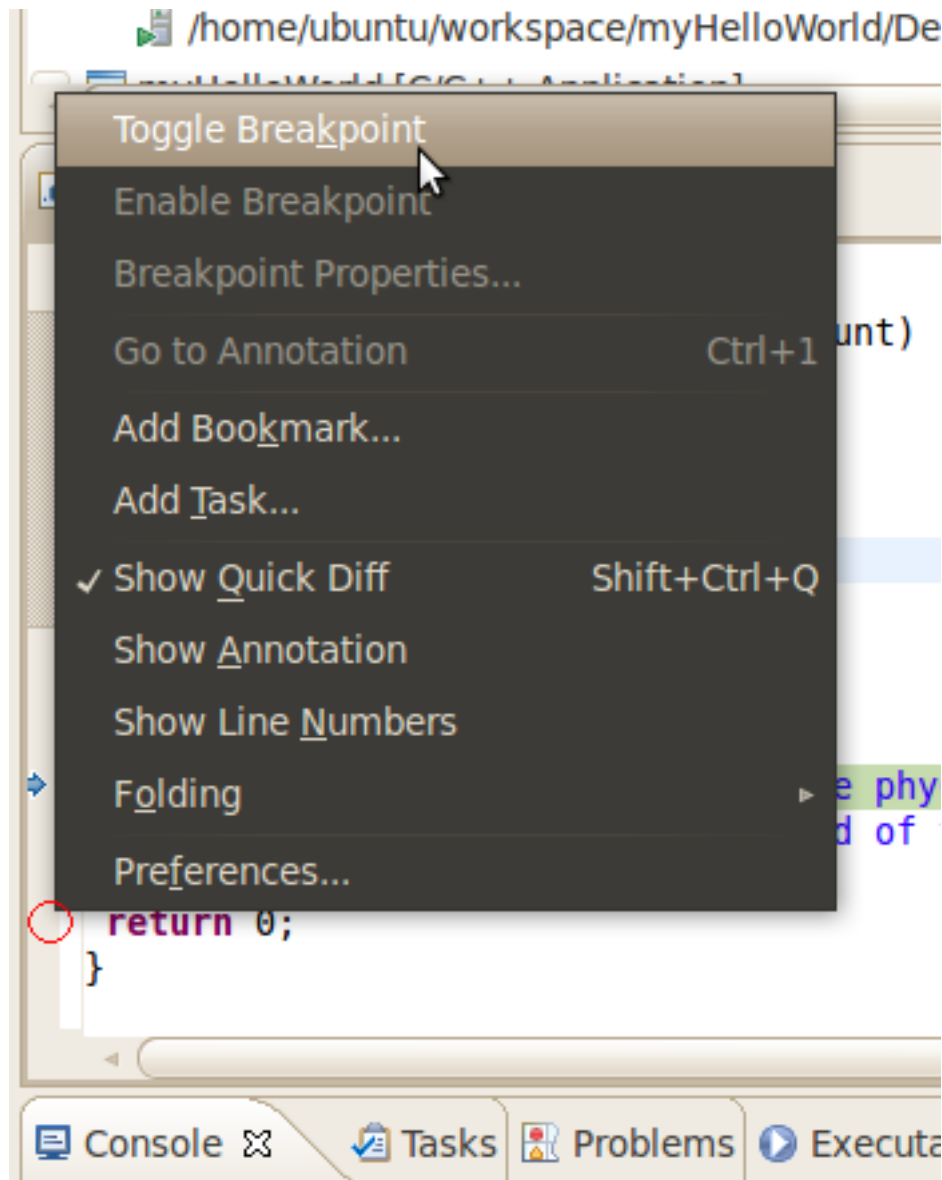 /home/ubuntu/workspace/myHelloWorld/De
myHelloWorld [C/C++ Application]
Toggle Breakpoint
Enable Breakpoint
Breakpoint Properties...
Go to Annotation Ctrl+1
unt)
Add Bookmark...
Add Task...
Show Quick Diff Shift+Ctrl+Q
Show Annotation
Show Line Numbers
Folding
e phy
d of
Preferences...
return 0;
}
Console Tasks Problems Executa